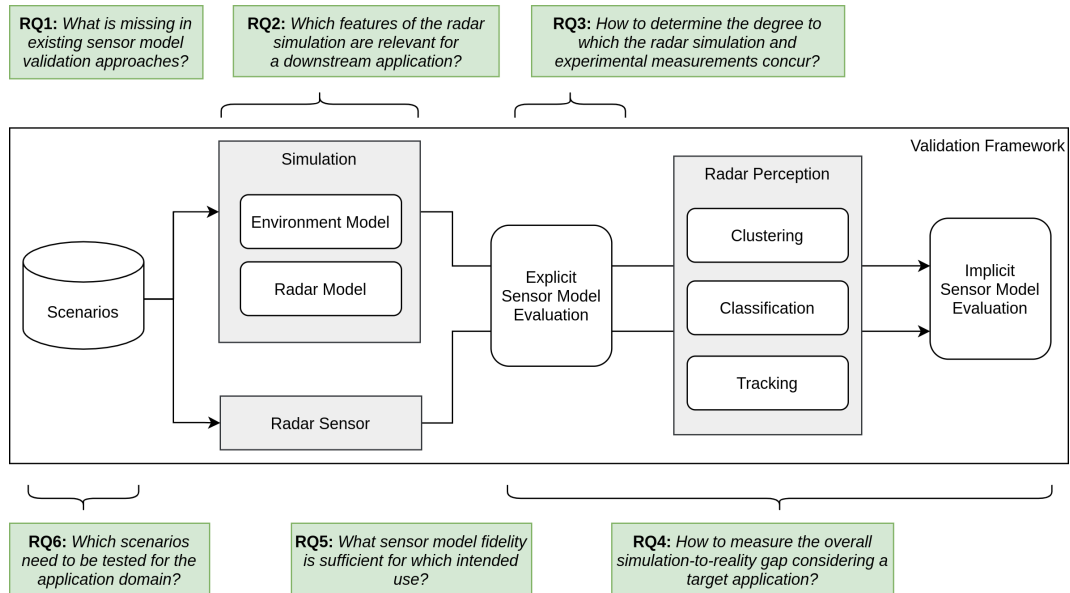 RQ1: What is missing in
existing sensor model
validation approaches?
RQ2: Which features of the radar
simulation are relevant for
a downstream application?
RQ3: How to determine the degree to
which the radar simulation and
experimental measurements concur?
Validation Framework
Scenarios
Simulation
Environment Model
Radar Model
Radar Sensor
Explicit
Sensor Model
Evaluation
Radar Perception
Clustering
Classification
Tracking
Implicit
Sensor Model
Evaluation
RQ6: Which scenarios
need to be tested for the
application domain?
RQ5: What sensor model fidelity
is sufficient for which intended
use?
RQ4: How to measure the overall
simulation-to-reality gap considering a
target application?